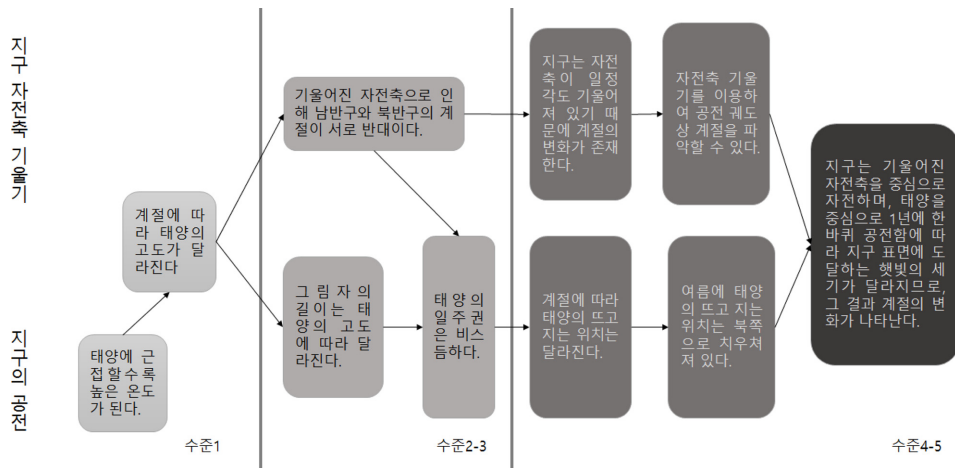 지구 자전축 기울기
지구의 공전
계절에 따
라 태양의
고도가 달
라진다
태양에 근
접할수록
높은 온도
가 된다.
수준1
기울어진 자전축으로 인
해 남반구와 북반구의 계
절이 서로 반대이다.
그림자의
길이는 태
양의 고도
에 따라 달
라진다.
태양의
일주권
은 비스
듬하다.
수준2-3
지구는 자전
축이 일정
각도 기울어
져 있기 때
문에 계절의
변화가 존재
한다.
자전축 기울
기를 이용하
여 공전 궤도
상 계절을 파
악할 수 있다.
계절에 따라
태양의 뜨고
지는 위치는
달라진다.
여름에 태양
의 뜨고 지는
위치는 북쪽
으로 치우쳐
져 있다.
지구는 기울어진
자전축을 중심으로
자전하며, 태양을
중심으로 1년에 한
바퀴 공전함에 따
라 지구 표면에 도
달하는 햇빛의 세
기가 달라지므로,
그 결과 계절의 변
화가 나타난다.
수준4-5